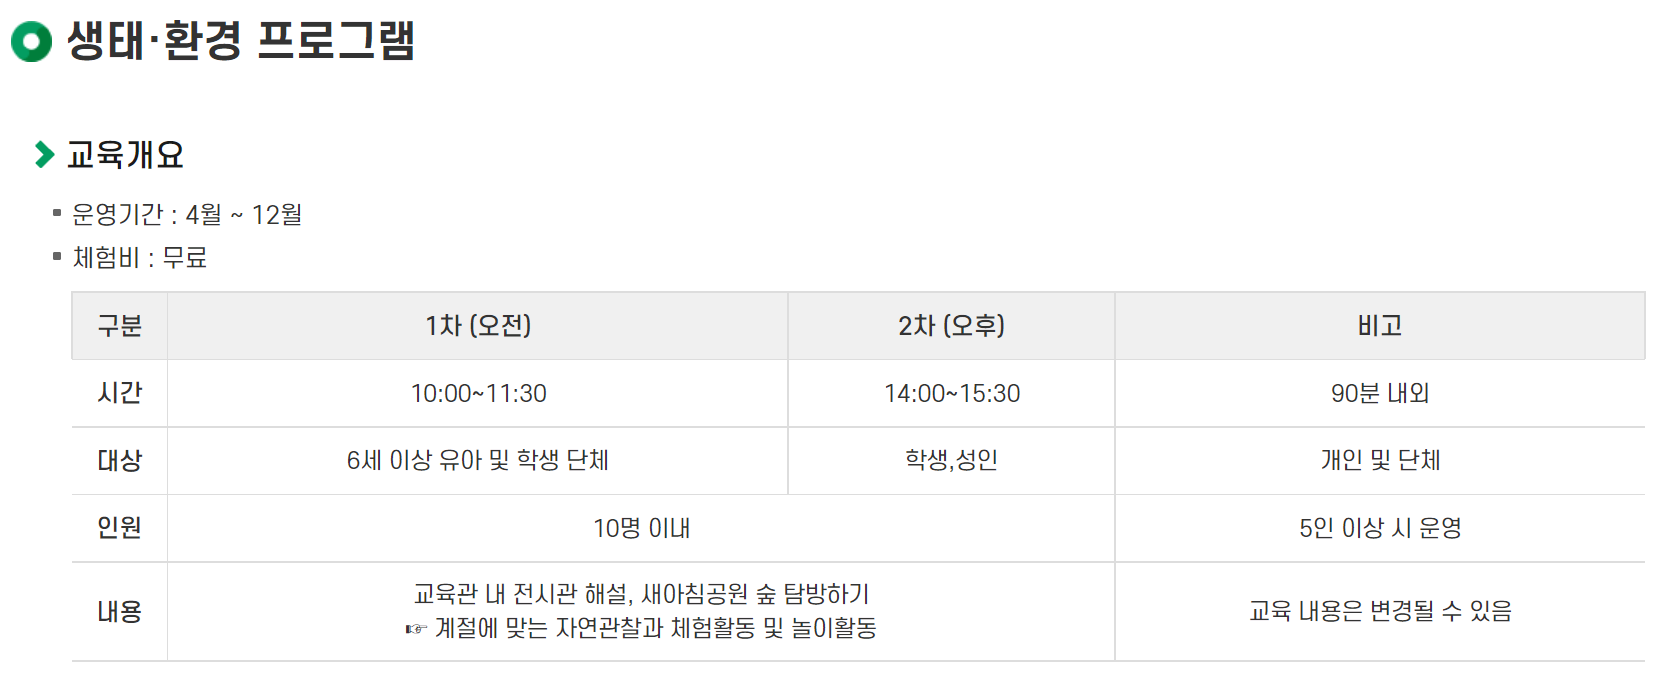 생태·환경 프로그램
교육개요
운영기간 : 4월 ~ 12월
체험비 : 무료
구분 1차 (오전) 2차 (오후) 비고
시간 10:00~11:30 14:00~15:30 90분 내외
대상 6세 이상 유아 및 학생 단체 학생,성인 개인 및 단체
인원 10명 이내 5인 이상 시 운영
내용 교육관 내 전시관 해설, 새아침공원 숲 탐방하기
☞ 계절에 맞는 자연관찰과 체험활동 및 놀이활동
교육 내용은 변경될 수 있음